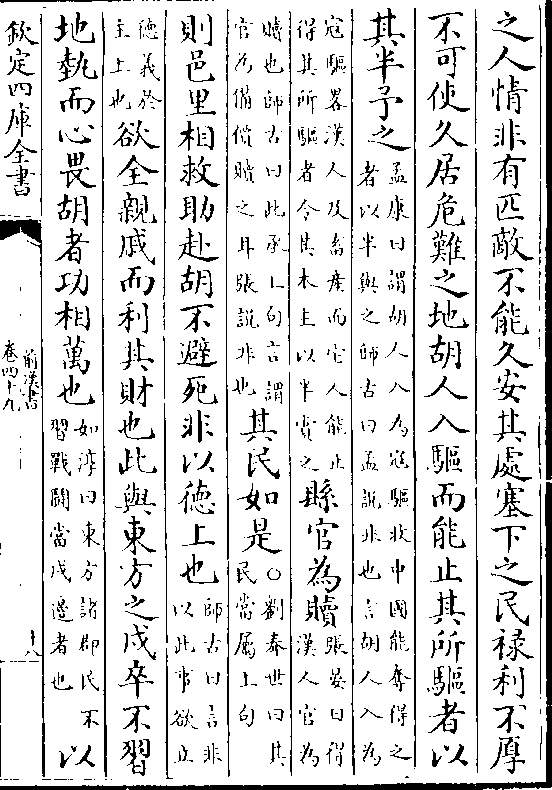 之人情非有匹敵不能久安其處塞下之民禄利不厚
不可使久居危難之地胡人入驅而能止其所驅者以
其半予之孟康曰謂胡人入為寇驅收中國能奪得之者以半與之師古曰孟説非也言胡人入為
寇驅畧漢人及畜産而它人能止得其所驅者令其本主以半賞之縣官為贖張晏曰得漢人官為
贖也師古曰此承上句言謂官為備價贖之耳張説非也其民如是○劉奉世曰其民當屬上句
則邑里相救助赴胡不避死非以徳上也師古曰言非以此事欲立
徳義於主上也欲全親戚而利其財也此與東方之戍卒不習
地埶而心畏胡者功相萬也如淳曰東方諸郡民不習戰鬭當戍邊者也以
欽定四庫全書
前漢書
卷四十九
十八